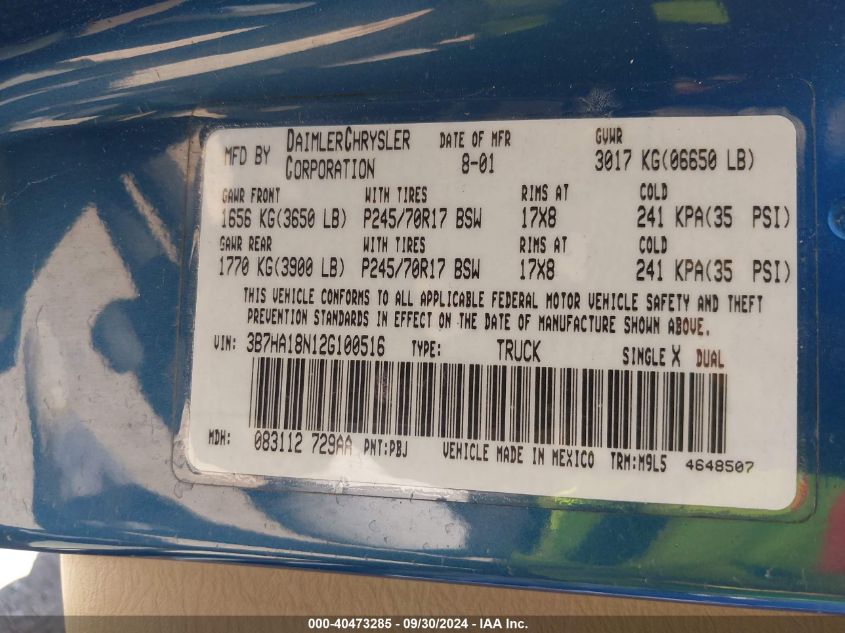 MFD BY DAIMLERCHRYSLER CORPORATION DATE OF MFR 8-01 GVWR 3017 KG(06650 LB)
GAWR FRONT WITH TIRES RIMS AT COLD
1656 KG(3650 LB) P245/70R17 BSW 17X8 241 KPA(35 PSI)
GAWR REAR WITH TIRES RIMS AT COLD
1770 KG(3900 LB) P245/70R17 BSW 17X8 241 KPA(35 PSI)
THIS VEHICLE CONFORMS TO ALL APPLICABLE FEDERAL MOTOR VEHICLE SAFETY AND THEFT
PREVENTION STANDARDS IN EFFECT ON THE DATE OF MANUFACTURE SHOWN ABOVE.
VIN: 3B7HA18N12G100516 TYPE: TRUCK SINGLE X DUAL
MDH: 083112 729AA PNT:PBJ VEHICLE MADE IN MEXICO TRM:M9L5 4648507
000-40473285 - 09/30/2024 - IAA Inc.